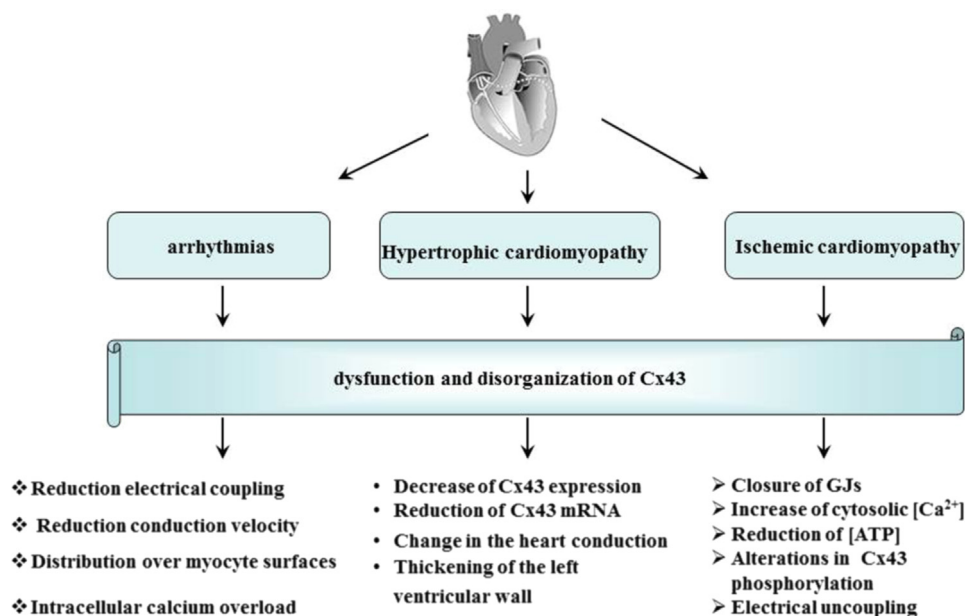 arrhythmias
Hypertrophic cardiomyopathy
Ischemic cardiomyopathy
dysfunction and disorganization of Cx43
❖ Reduction electrical coupling
❖ Reduction conduction velocity
❖ Distribution over myocyte surfaces
❖ Intracellular calcium overload
• Decrease of Cx43 expression
• Reduction of Cx43 mRNA
• Change in the heart conduction
• Thickening of the left
ventricular wall
➢ Closure of GJs
➢ Increase of cytosolic [Ca²⁺]
➢ Reduction of [ATP]
➢ Alterations in Cx43
phosphorylation
➢ Electrical uncoupling